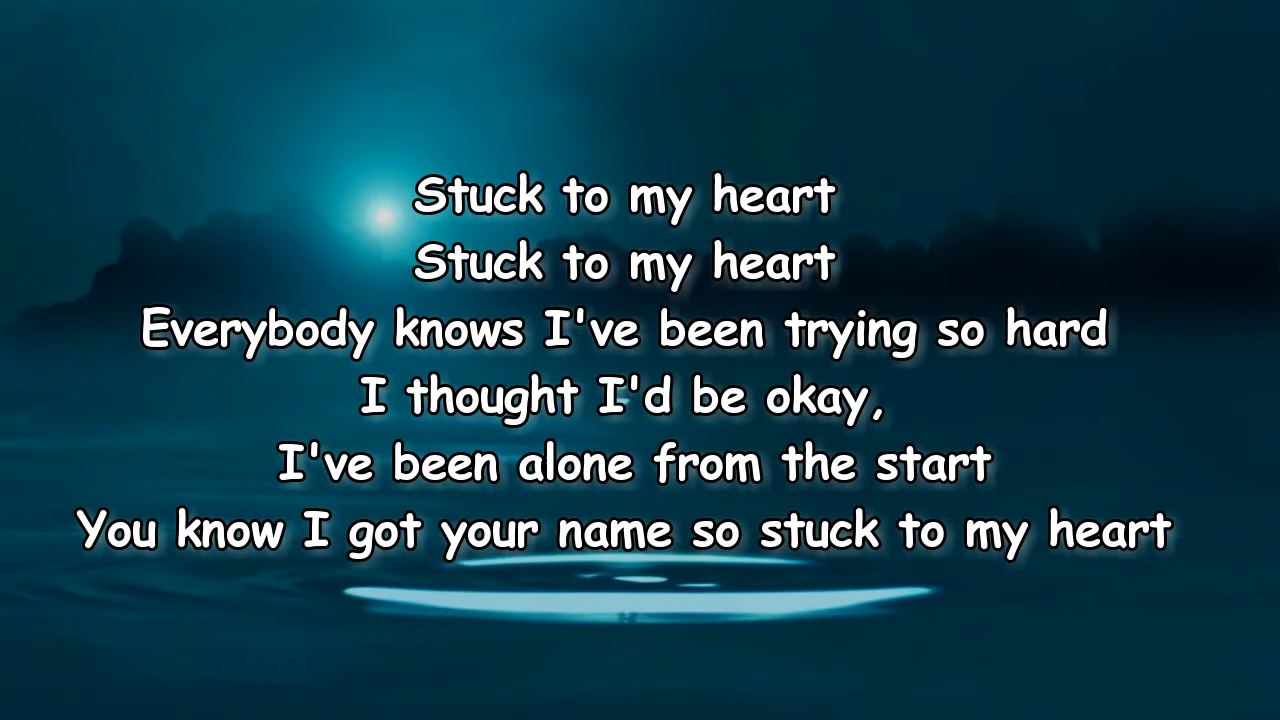 Stuck to my heart
Stuck to my heart
Everybody knows I've been trying so hard
I thought I'd be okay,
I've been alone from the start
You know I got your name so stuck to my heart